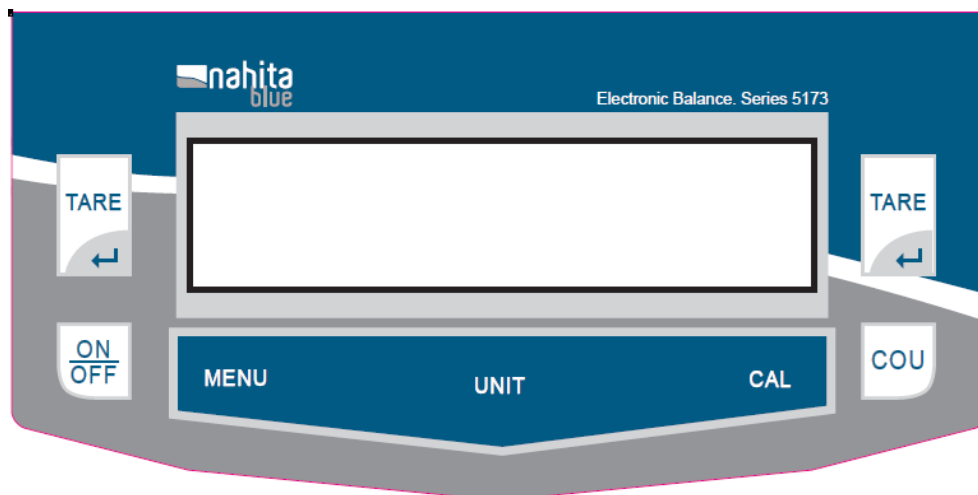 nahita
blue
Electronic Balance. Series 5173
TARE
TARE
ON
OFF
COU
MENU
UNIT
CAL